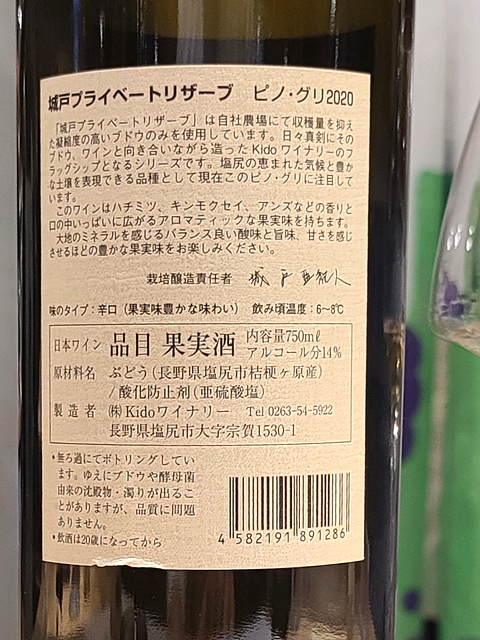 城戸プライベートリザーブ ピノ・グリ2020
「城戸プライベートリザーブ」は自社農場にて収穫量を抑え
た凝縮度の高いブドウのみを使用しています。日々真剣にその
ブドウ、ワインと向き合いながら造ったKidoワイナリーのフ
ラッグシップとなるシリーズです。塩尻の恵まれた気候と豊か
な土壌を表現できる品種として現在このピノ・グリに注目して
います。
このワインはハチミツ、キンモクセイ、アンズなどの香りと
口の中いっぱいに広がるアロマティックな果実味を持ちます。
大地のミネラルを感じるバランス良い酸味と旨味、甘さを感じ
させるほどの豊かな果実味をお楽しみください。
栽培醸造責任者 城戸亜紀人
味のタイプ:辛口(果実味豊かな味わい) 飲み頃温度:6~8℃
日本ワイン 品目 果実酒 内容量750mℓ
アルコール分14%
原材料名 ぶどう(長野県塩尻市桔梗ヶ原産)
/酸化防止剤(亜硫酸塩)
製造者 ㈱Kidoワイナリー Tel 0263-54-5922
長野県塩尻市大字宗賀1530-1
•無ろ過にてボトリングしてい
ます。ゆえにブドウや酵母菌
由来の沈殿物・濁りが出るこ
とがありますが、品質に問題
ありません。
•飲酒は20歳になってから
4 582191 891286